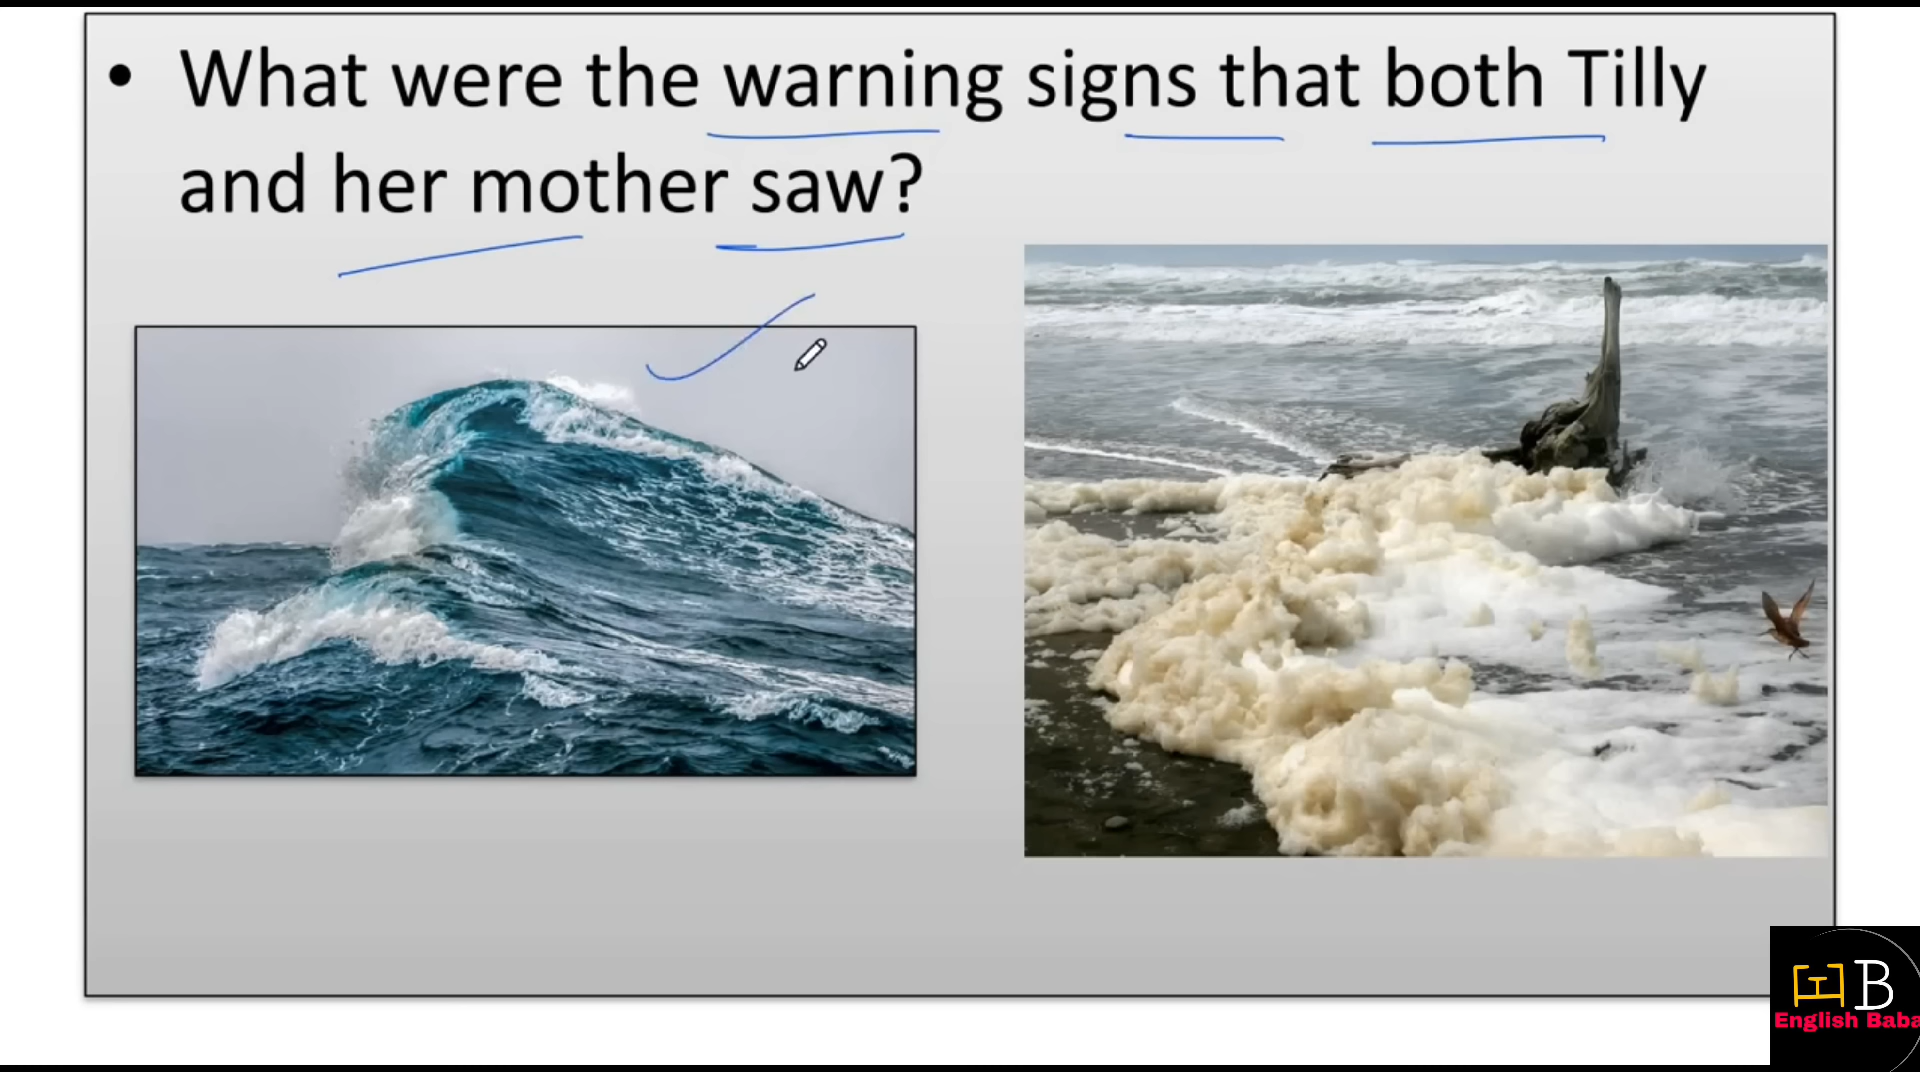 • What were the warning signs that both Tilly
and her mother saw?
B
English Baba